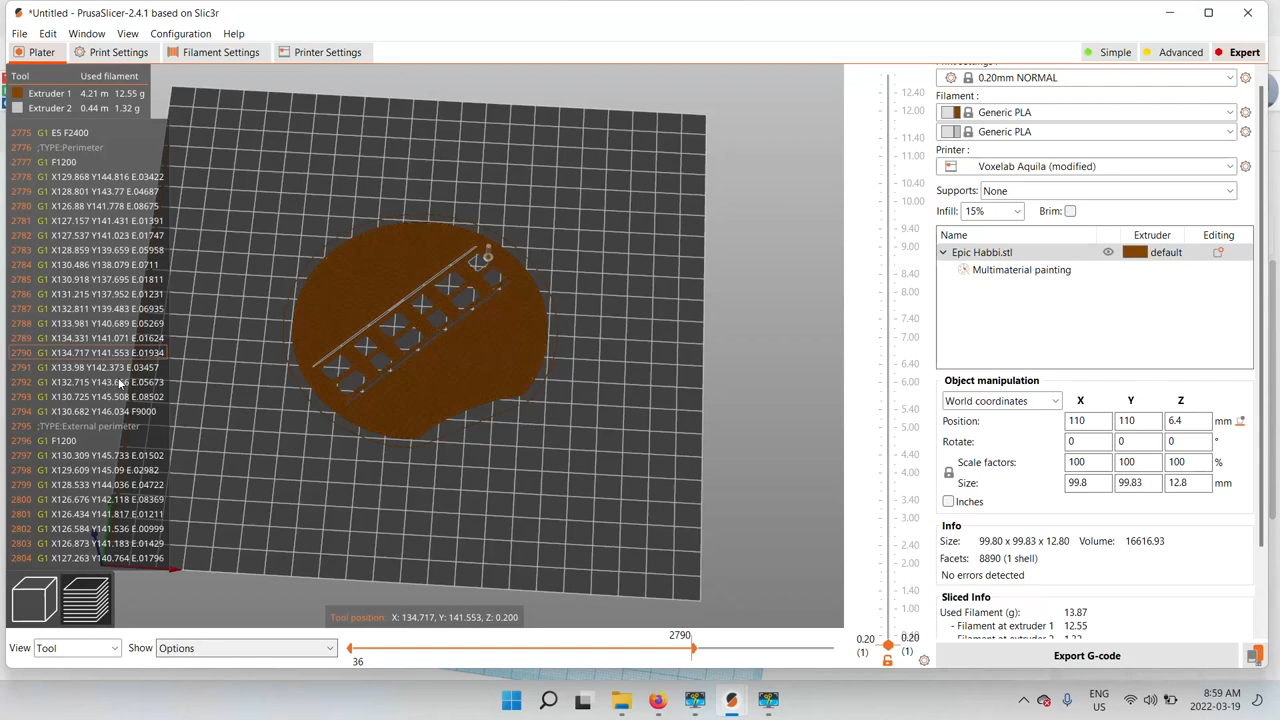 *Untitled - PrusaSlicer-2.4.1 based on Slic3r
File Edit Window View Configuration Help
Plater Print Settings Filament Settings Printer Settings Simple Advanced Expert
Tool Used filament
Extruder 1 4.21 m 12.55 g
Extruder 2 0.44 m 1.32 g
2775 G1 E5 F2400
2776 ;TYPE:Perimeter
2777 G1 F1200
2778 G1 X129.868 Y144.816 E.03422
2779 G1 X128.801 Y143.77 E.04687
2780 G1 X126.88 Y141.778 E.08675
2781 G1 X127.157 Y141.431 E.01391
2782 G1 X127.537 Y141.023 E.01747
2783 G1 X128.859 Y139.659 E.05958
2784 G1 X130.486 Y138.079 E.0711
2785 G1 X130.918 Y137.695 E.01811
2786 G1 X131.215 Y137.952 E.01231
2787 G1 X132.811 Y139.483 E.06935
2788 G1 X133.981 Y140.689 E.05269
2789 G1 X134.331 Y141.071 E.01624
2790 G1 X134.717 Y141.553 E.01934
2791 G1 X133.98 Y142.373 E.03457
2792 G1 X132.715 E.05673
2793 G1 X130.725 Y145.508 E.08502
2794 G1 X130.682 Y146.034 F9000
2795 ;TYPE:External perimeter
2796 G1 F1200
2797 G1 X130.309 Y145.733 E.01502
2798 G1 X129.609 Y145.09 E.02982
2799 G1 X128.533 Y144.036 E.04722
2800 G1 X126.676 Y142.118 E.08369
2801 G1 X126.434 Y141.817 E.01211
2802 G1 X126.584 Y141.536 E.00999
2803 G1 X126.873 Y141.183 E.01429
2804 G1 X127.263 Y140.764 E.01796
Tool position X: 134.717, Y: 141.553, Z: 0.200
View Tool Show Options
2790
36
12.40
12.00
11.40
11.00
10.40
10.00
9.40
9.00
8.40
8.00
7.40
7.00
6.40
6.00
5.40
5.00
4.40
4.00
3.40
3.00
2.40
2.00
1.40
1.00
0.20
(1)
0.20
(1)
0.20mm NORMAL
Filament :
Generic PLA
Generic PLA
Printer :
Voxelab Aquila (modified)
Supports: None
Infill: 15% Brim:
Name Extruder Editing
Epic Habbi.stl default
Multimaterial painting
Object manipulation
World coordinates X Y Z
Position: 110 110 6.4 mm
Rotate: 0 0 0 °
Scale factors: 100 100 100 %
Size: 99.8 99.83 12.8 mm
Inches
Info
Size: 99.80 x 99.83 x 12.80 Volume: 16616.93
Facets: 8890 (1 shell)
No errors detected
Sliced Info
Used Filament (g): 13.87
- Filament at extruder 1 12.55
Export G-code
ENG
US
8:59 AM
2022-03-19